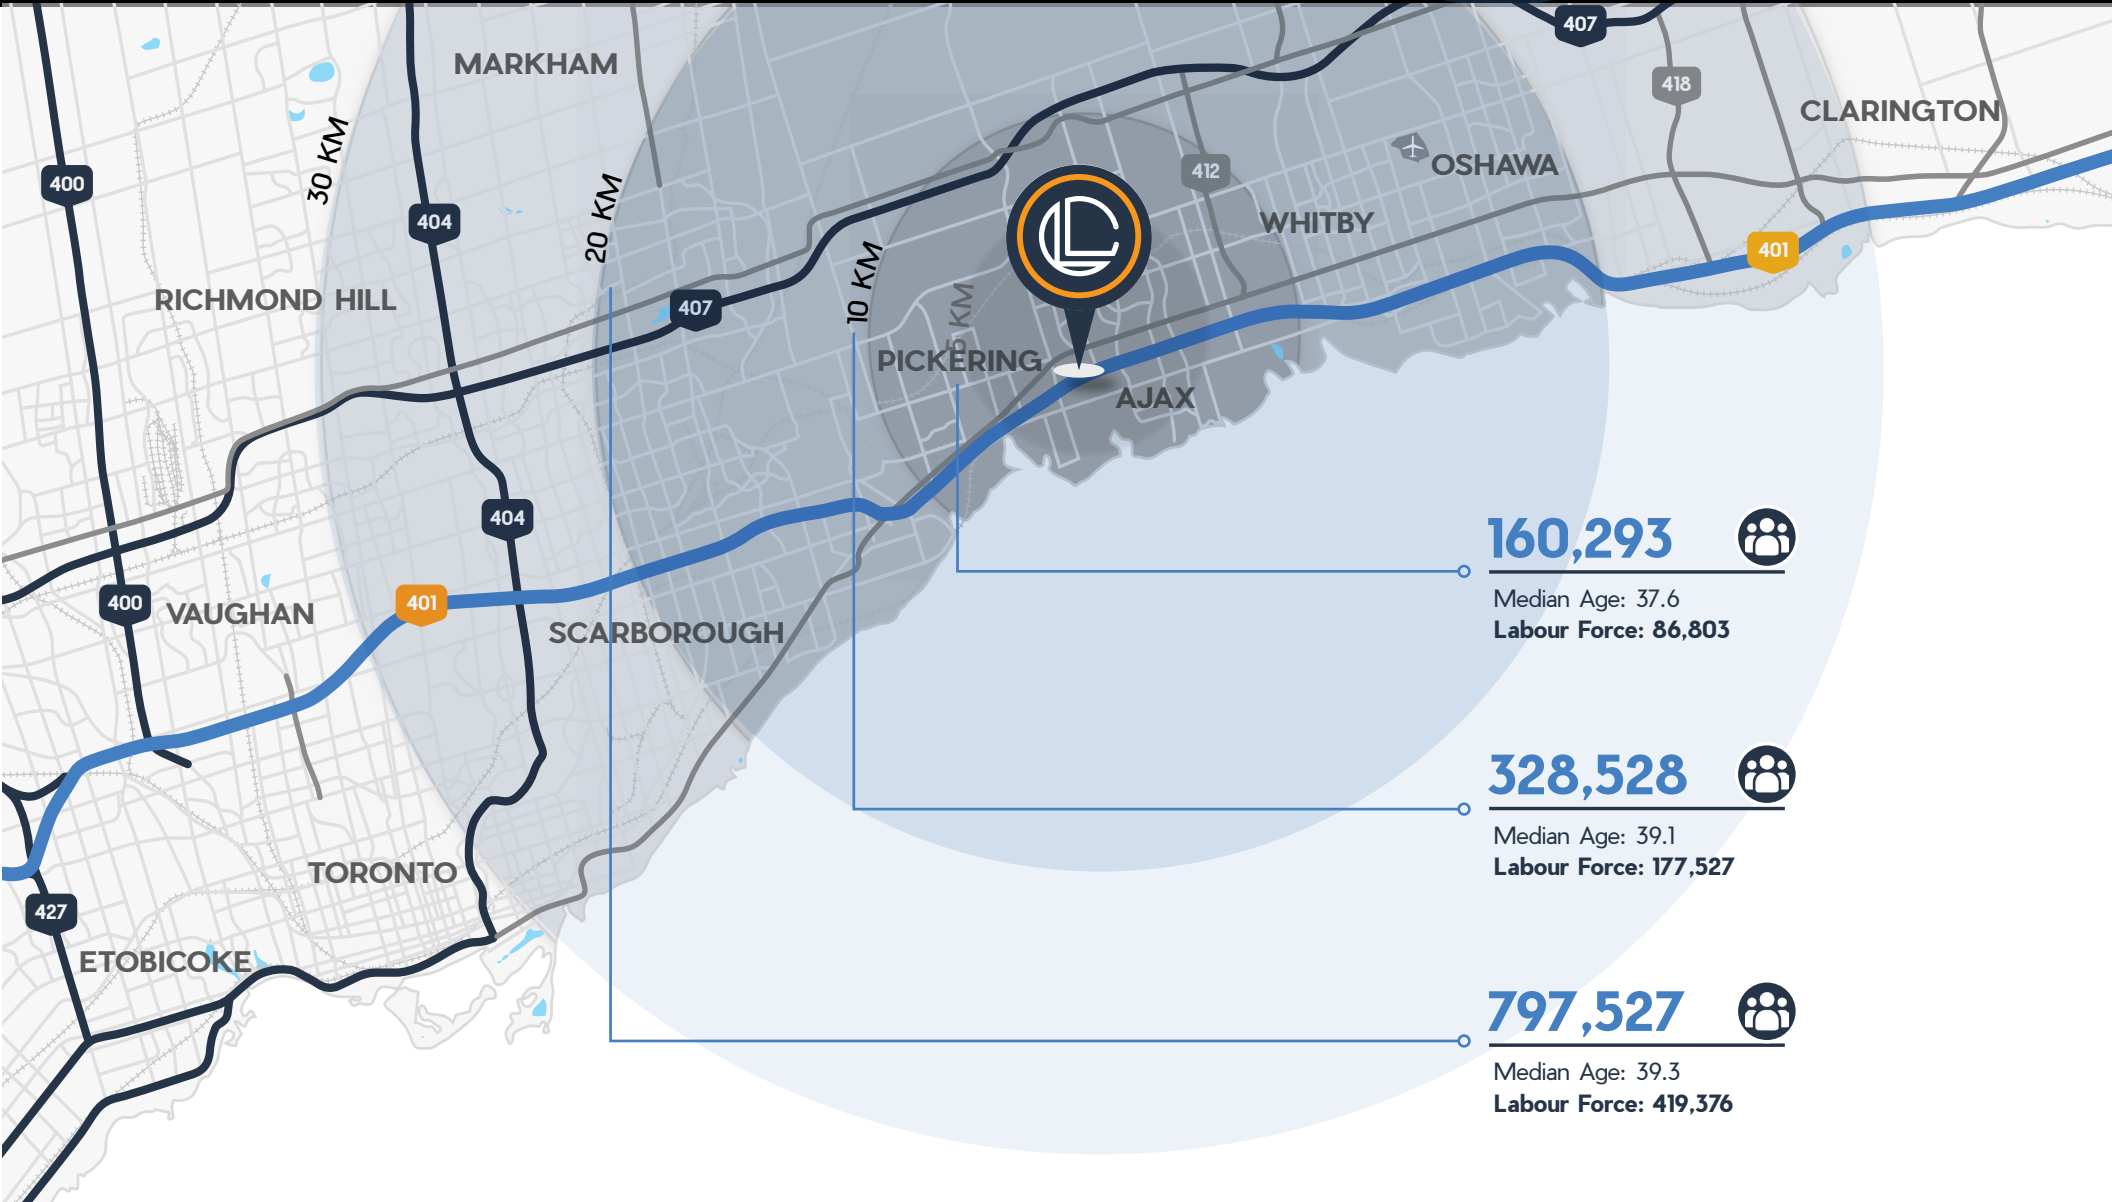 407
MARKHAM
418
CLARINGTON
30 KM
400
404
20 KM
412
OSHAWA
WHITBY
401
10 KM
5 KM
RICHMOND HILL
407
PICKERING
AJAX
404
160,293
Median Age: 37.6
Labour Force: 86,803
400
VAUGHAN
401
SCARBOROUGH
328,528
Median Age: 39.1
Labour Force: 177,527
TORONTO
427
ETOBICOKE
797,527
Median Age: 39.3
Labour Force: 419,376